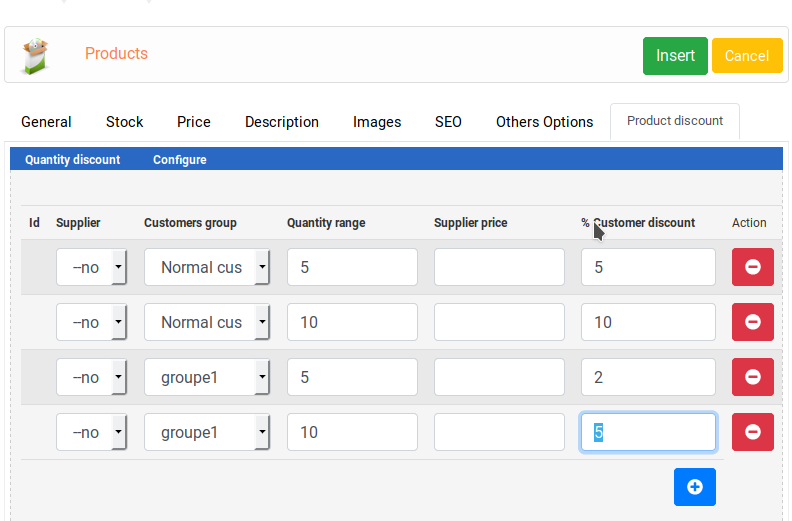 Products
Insert
Cancel
General Stock Price Description Images SEO Others Options Product discount
Quantity discount Configure
Id Supplier Customers group Quantity range Supplier price % Customer discount Action
--no Normal cus 5 5
--no Normal cus 10 10
--no groupe1 5 2
--no groupe1 10 5